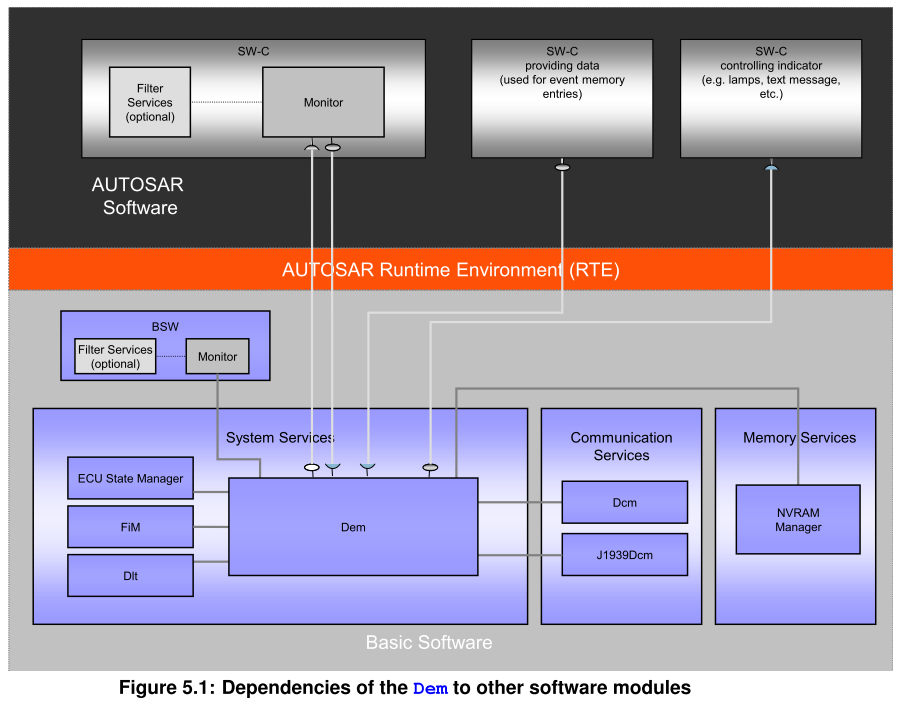 SW-C
Filter
Services
(optional)
Monitor
SW-C
providing data
(used for event memory
entries)
SW-C
controlling indicator
(e.g. lamps, text message,
etc.)
AUTOSAR
Software
AUTOSAR Runtime Environment (RTE)
BSW
Filter Services
(optional)
Monitor
System Services
ECU State Manager
FiM
Dlt
Dem
Communication
Services
Dcm
J1939Dcm
Memory Services
NVRAM
Manager
Basic Software
Figure 5.1: Dependencies of the Dem to other software modules